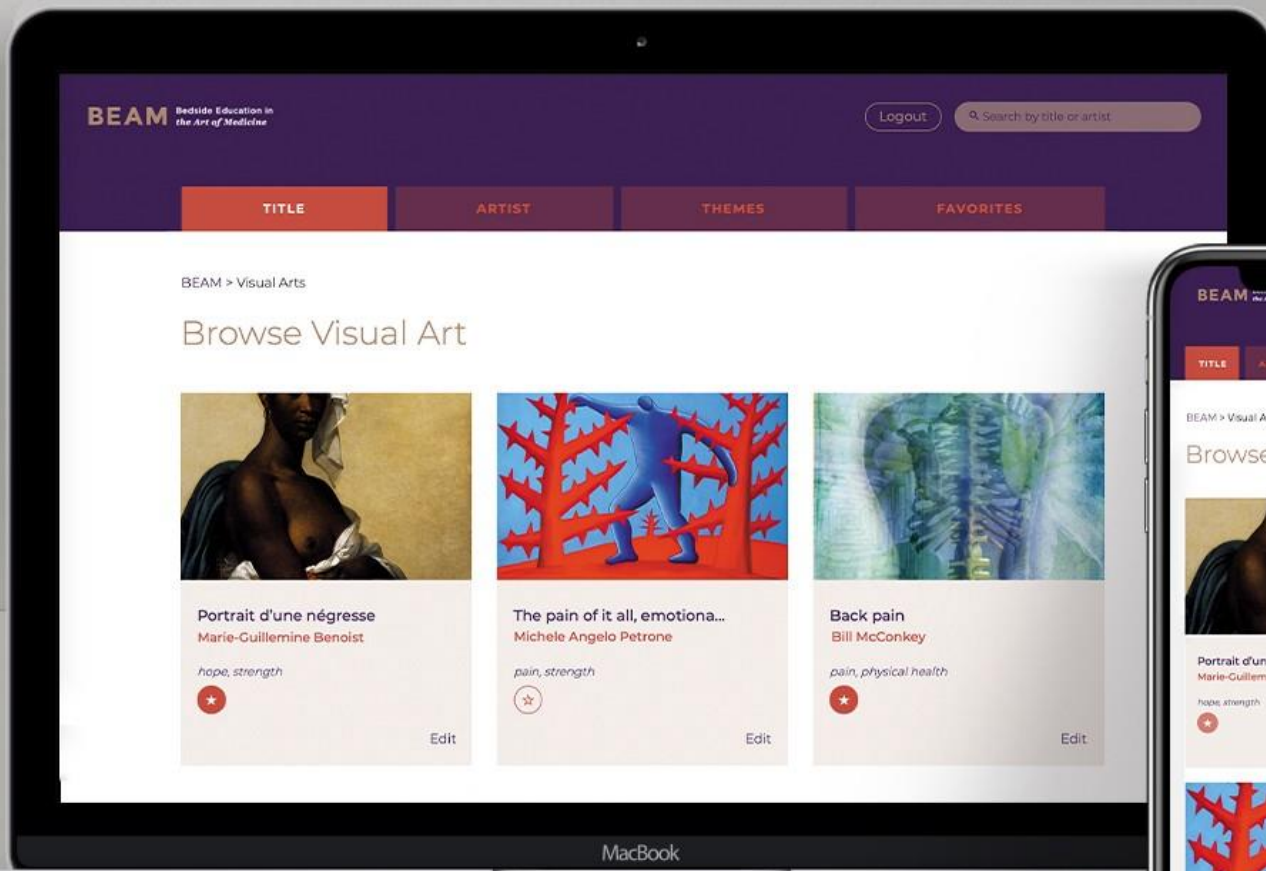 BEAM Bedside Education in
the Art of Medicine
Logout
Search by title or artist
TITLE
ARTIST
THEMES
FAVORITES
BEAM > Visual Arts
Browse Visual Art
Portrait d'une négresse
Marie-Guillemine Benoist
hope, strength
Edit
The pain of it all, emotiona...
Michele Angelo Petrone
pain, strength
Edit
Back pain
Bill McConkey
pain, physical health
Edit
MacBook
BEAM
TITLE
BEAM > Visual A
Browse
Portrait d'un
Marie-Guillem
hope, strength